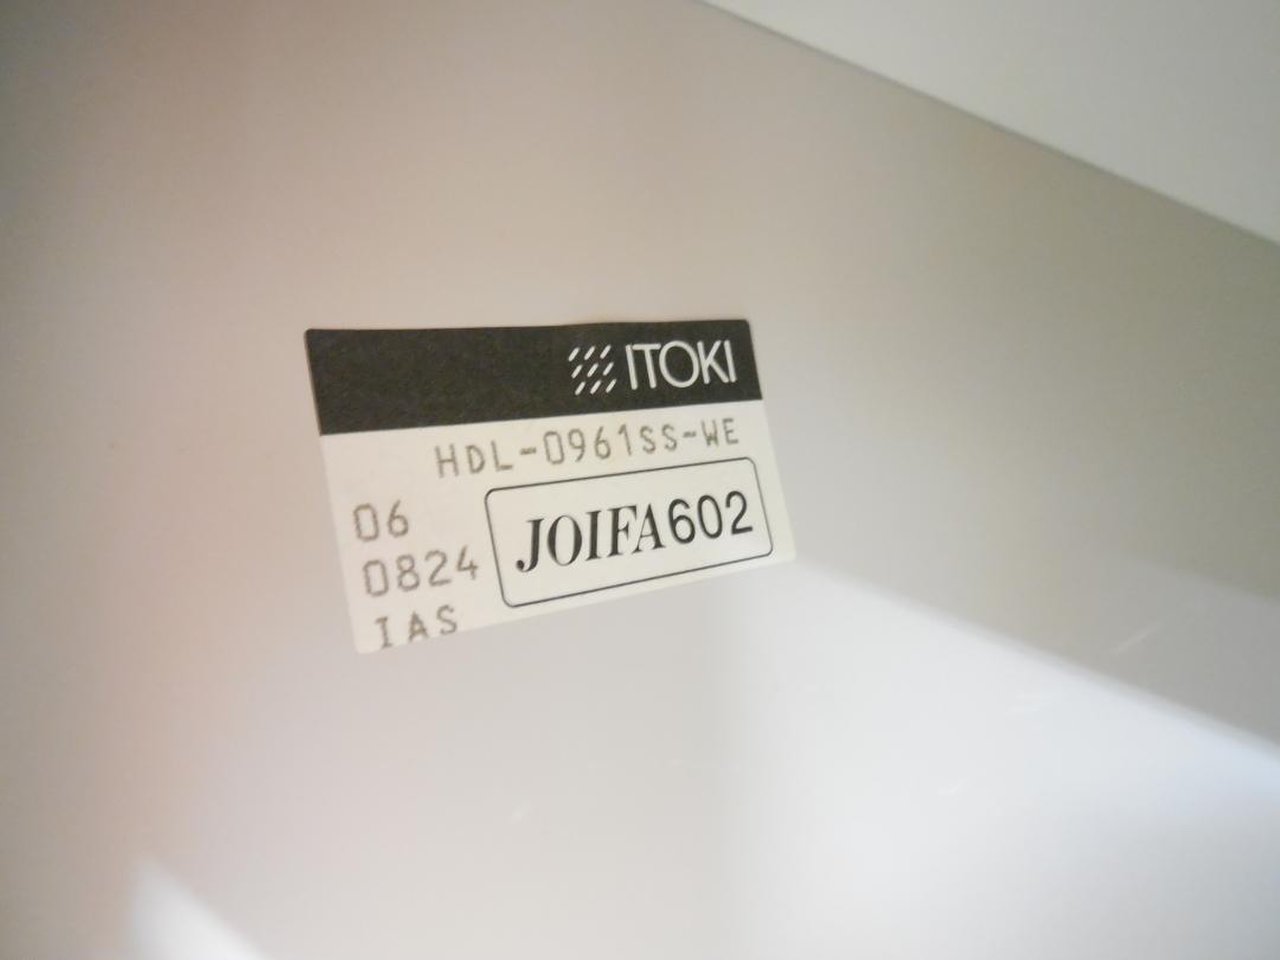 ITOKI
HDL-0961SS-WE
06
JOIFA602
0824
IAS